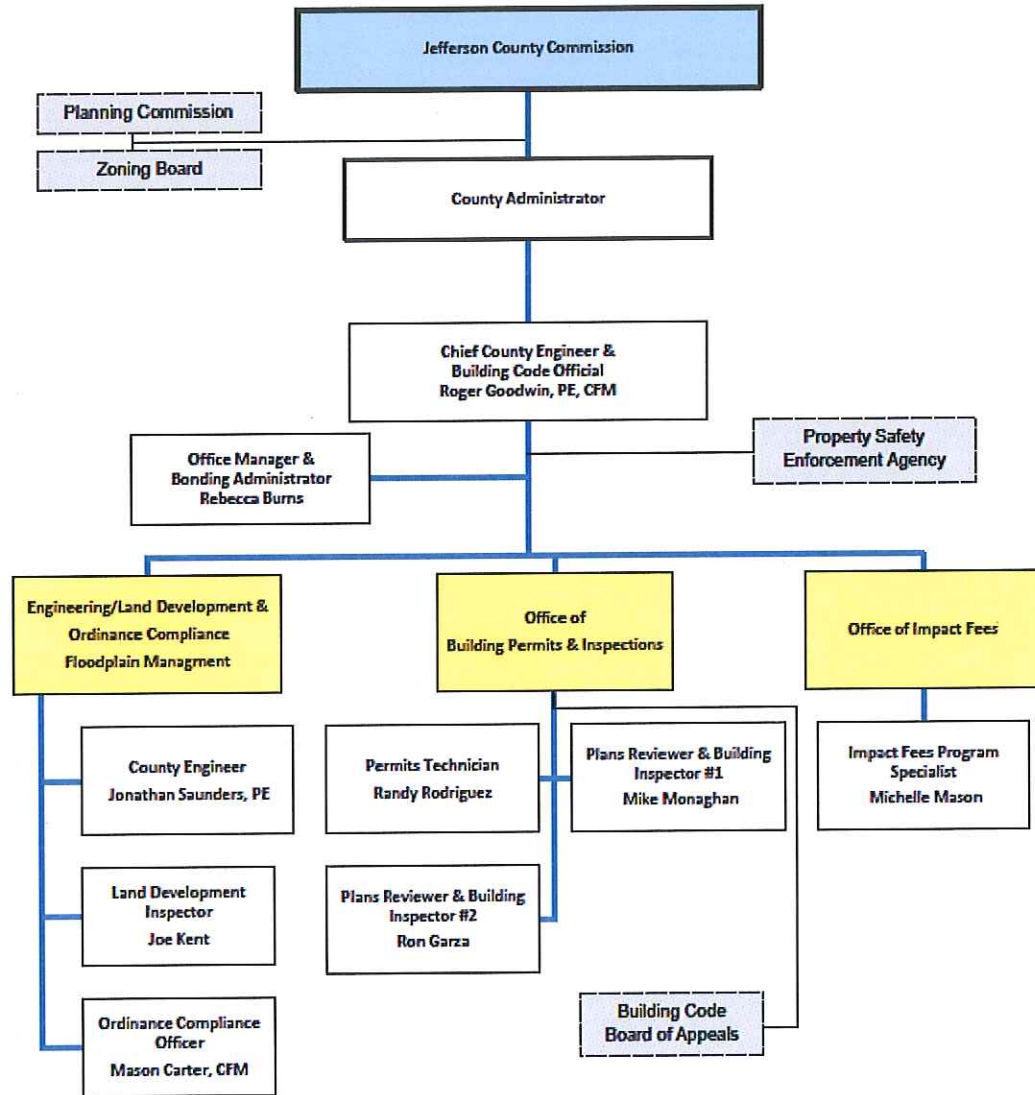 Jefferson County Commission
Planning Commission
Zoning Board
County Administrator
Chief County Engineer &
Building Code Official
Roger Goodwin, PE, CFM
Office Manager &
Bonding Administrator
Rebecca Burns
Property Safety
Enforcement Agency
Engineering/Land Development &
Ordinance Compliance
Floodplain Managment
Office of
Building Permits & Inspections
Office of Impact Fees
County Engineer
Jonathan Saunders, PE
Permits Technician
Randy Rodriguez
Plans Reviewer & Building
Inspector #1
Mike Monaghan
Impact Fees Program
Specialist
Michelle Mason
Land Development
Inspector
Joe Kent
Plans Reviewer & Building
Inspector #2
Ron Garza
Ordinance Compliance
Officer
Mason Carter, CFM
Building Code
Board of Appeals